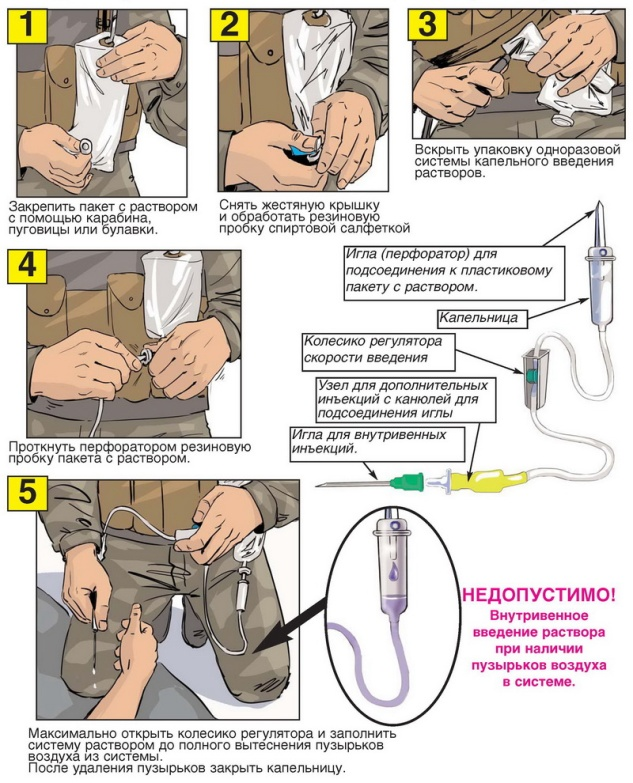 1
Закрепить пакет с раствором
с помощью карабина,
пуговицы или булавки.
2
Снять жестяную крышку
и обработать резиновую
пробку спиртовой салфеткой
3
Вскрыть упаковку одноразовой
системы капельного введения
растворов.
4
Проткнуть перфоратором резиновую
пробку пакета с раствором.
Игла (перфоратор) для
подсоединения к пластиковому
пакету с раствором.
Капельница
Колесико регулятора
скорости введения
Узел для дополнительных
инъекций с канюлей для
подсоединения иглы
Игла для внутривенных
инъекций.
5
НЕДОПУСТИМО!
Внутривенное
введение раствора
при наличии
пузырьков воздуха
в системе.
Максимально открыть колесико регулятора и заполнить
систему раствором до полного вытеснения пузырьков
воздуха из системы.
После удаления пузырьков закрыть капельницу.